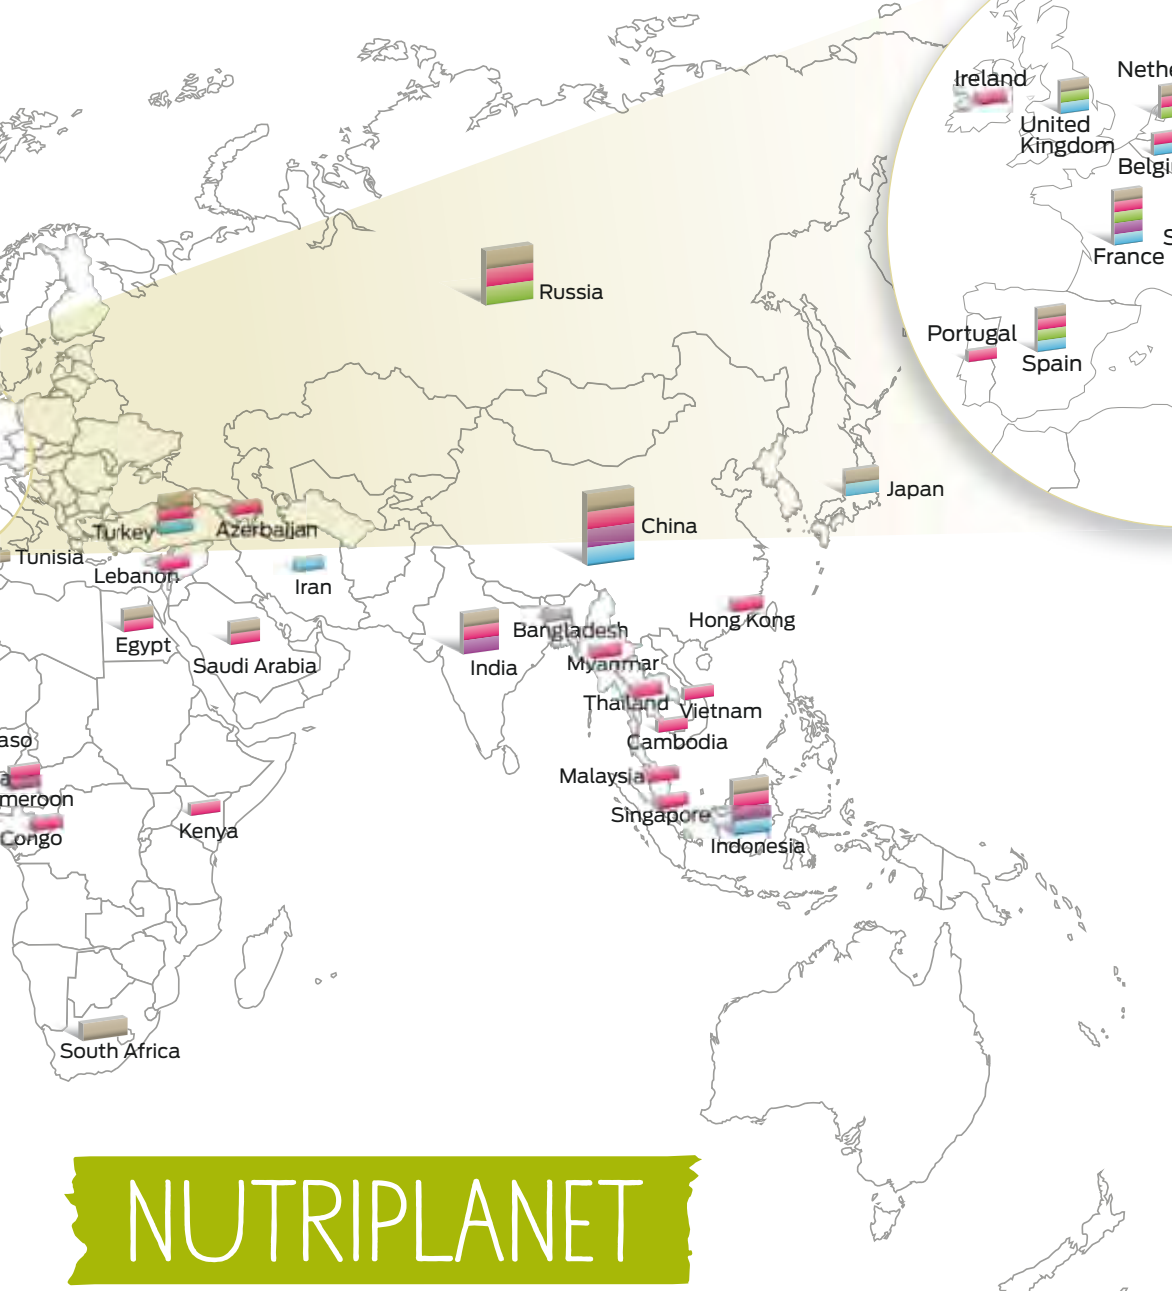 Ireland
Nethe
United
Kingdom
Belgi
France
S
Portugal
Spain
Russia
Japan
China
Turkey
Azerbaijan
Tunisia
Lebanon
Iran
Egypt
Saudi Arabia
India
Bangladesh
Hong Kong
Myanmar
Thailand
Vietnam
Cambodia
Malaysia
Singapore
Indonesia
aso
a
meroon
Congo
Kenya
South Africa
NUTRIPLANET